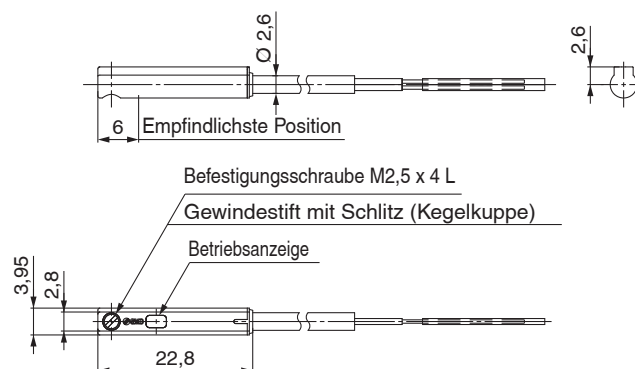 Ø 2,6
2,6
6
Empfindlichste Position
Befestigungsschraube M2,5 x 4 L
Gewindestift mit Schlitz (Kegelkuppe)
Betriebsanzeige
3,95
2,8
22,8